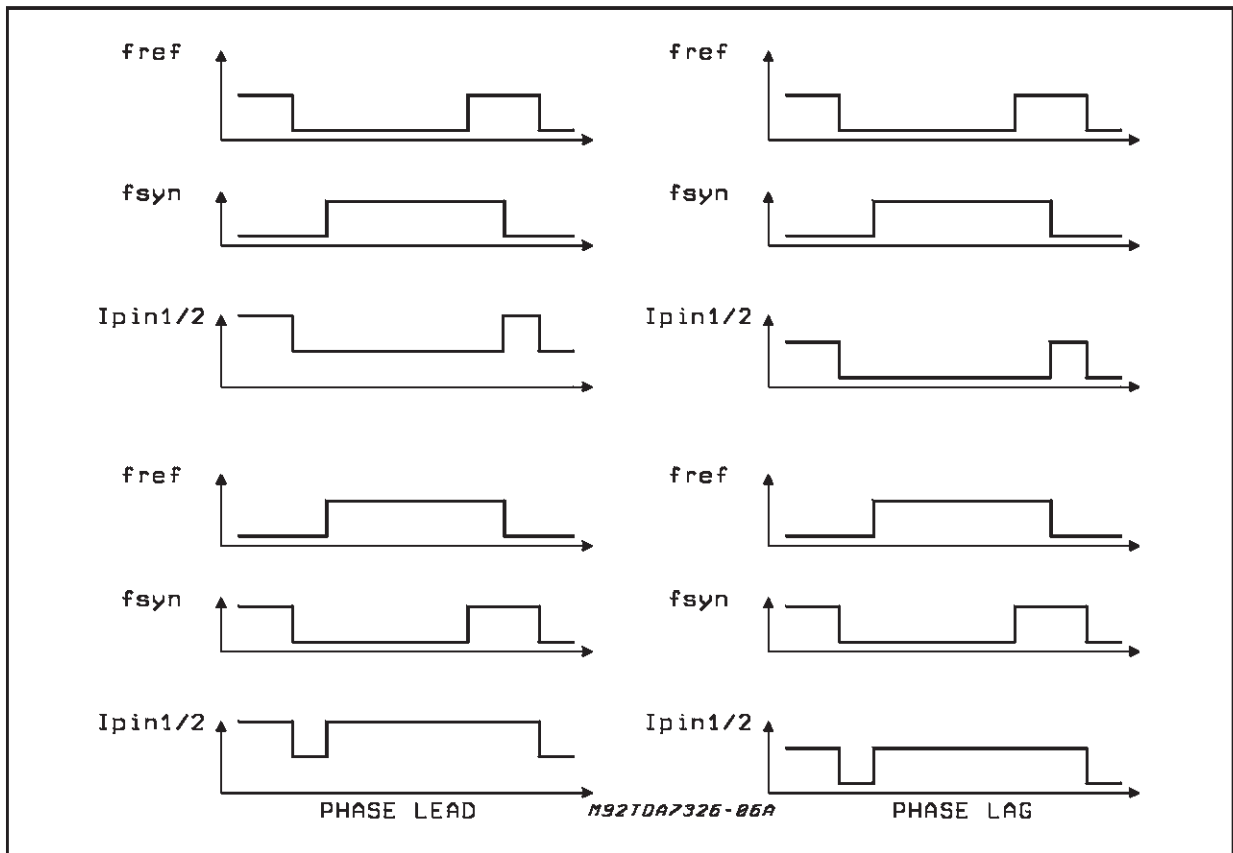 fref fref
fsyn fsyn
Ipin1/2 Ipin1/2
fref fref
fsyn fsyn
Ipin1/2 Ipin1/2
PHASE LEAD M92TDA7326-06A PHASE LAG